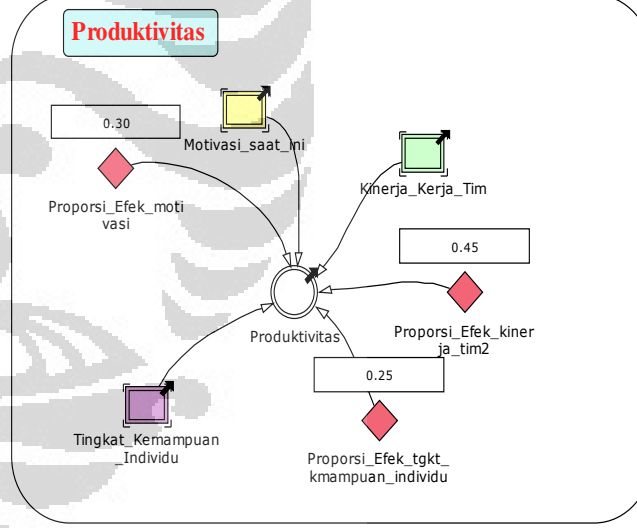 Produktivitas
0.30
Motivasi_saat_ini
Kinerja_Kerja_Tim
Proporsi_Efek_moti
vasi
0.45
Produktivitas
Proporsi_Efek_kiner
ja_tim2
0.25
Tingkat_Kemampuan
_Individu
Proporsi_Efek_tgkt_
kmampuan_individu